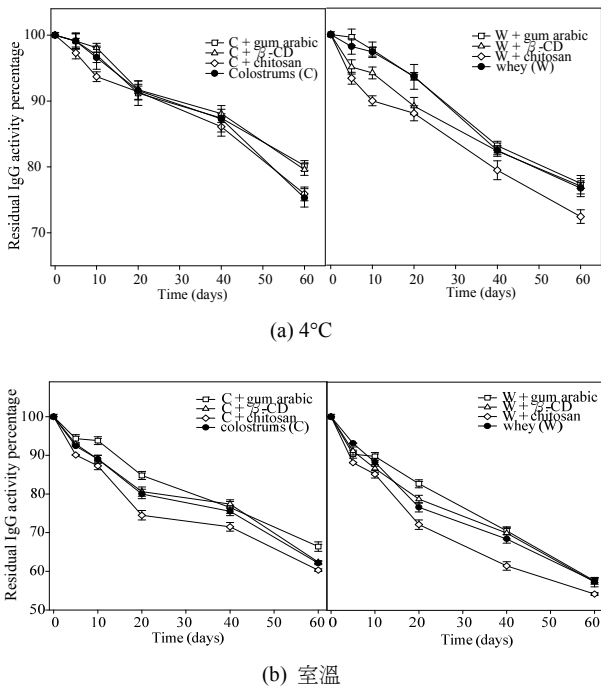 Residual IgG activity percentage
100
90
80
70
C + gum arabic
C + β-CD
C + chitosan
Colostrums (C)
0 10 20 30 40 50 60
Time (days)
W + gum arabic
W + β-CD
W + chitosan
whey (W)
0 10 20 30 40 50 60
Time (days)
(a) 4°C
Residual IgG activity percentage
100
90
80
70
60
50
C + gum arabic
C + β-CD
C + chitosan
colostrums (C)
0 10 20 30 40 50 60
Time (days)
W + gum arabic
W + β-CD
W + chitosan
whey (W)
0 10 20 30 40 50 60
Time (days)
(b) 室溫